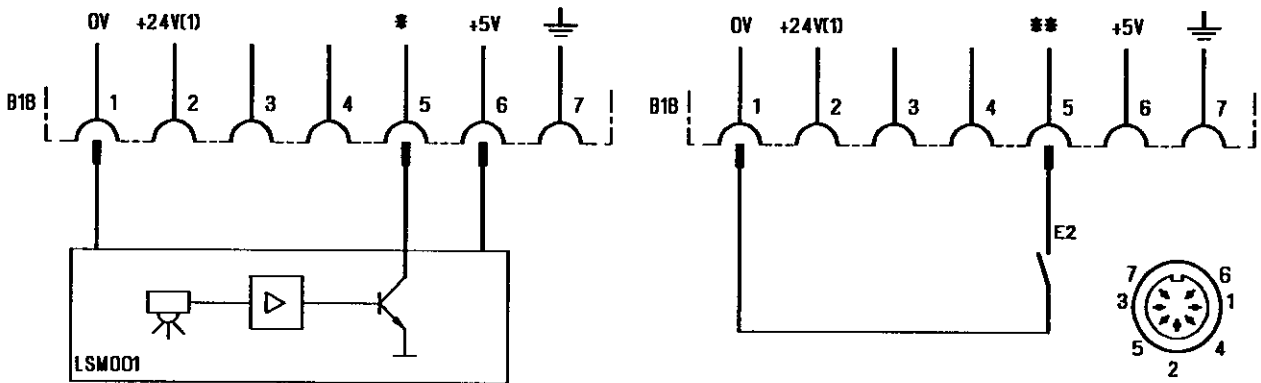 0V +24V(1) * +5V
B1B 1 2 3 4 5 6 7
LSM001
0V +24V(1) ** +5V
B1B 1 2 3 4 5 6 7
E2
7 6
3 1
5 4
2